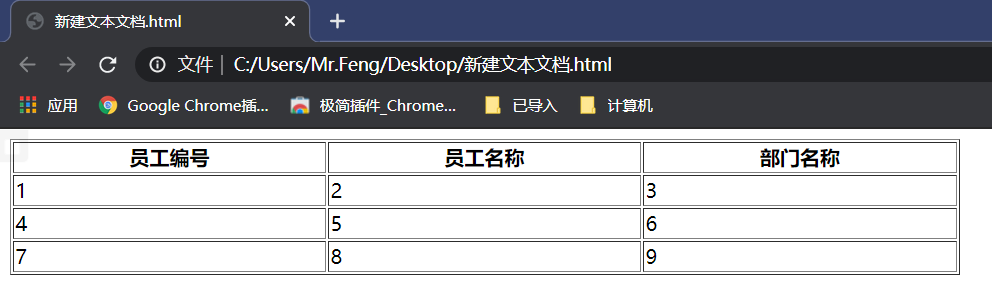 新建文本文档.html
文件 | C:/Users/Mr.Feng/Desktop/新建文本文档.html
应用 Google Chrome插... 极简插件_Chrome... 已导入 计算机
员工编号 员工名称 部门名称
1 2 3
4 5 6
7 8 9